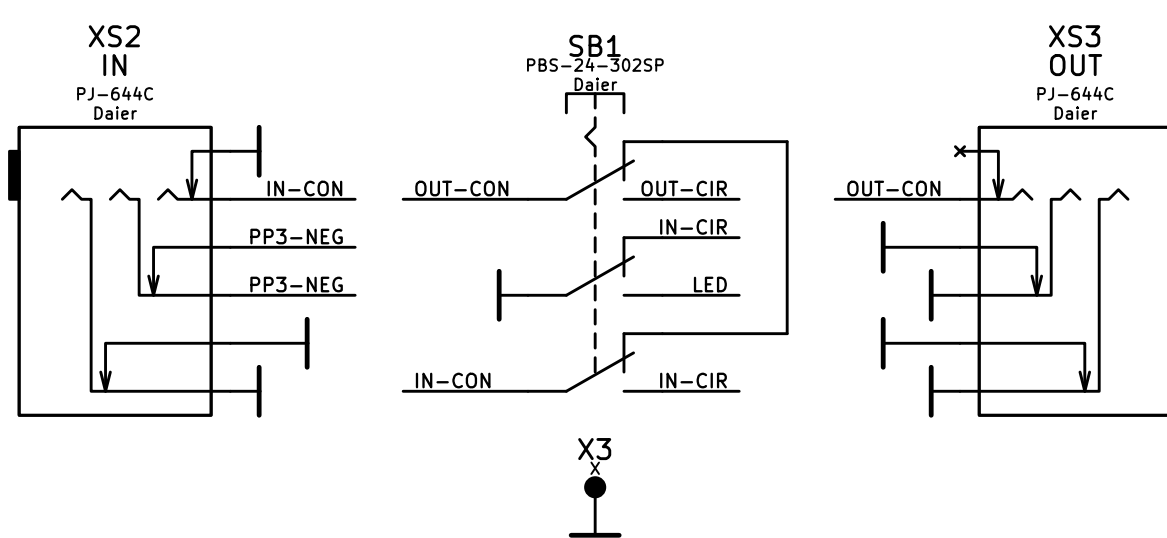 XS2
IN
PJ-644C
Daier
IN-CON
PP3-NEG
PP3-NEG
SB1
PBS-24-302SP
Daier
OUT-CON
OUT-CIR
IN-CIR
LED
IN-CON
IN-CIR
X3
X
XS3
OUT
PJ-644C
Daier
OUT-CON